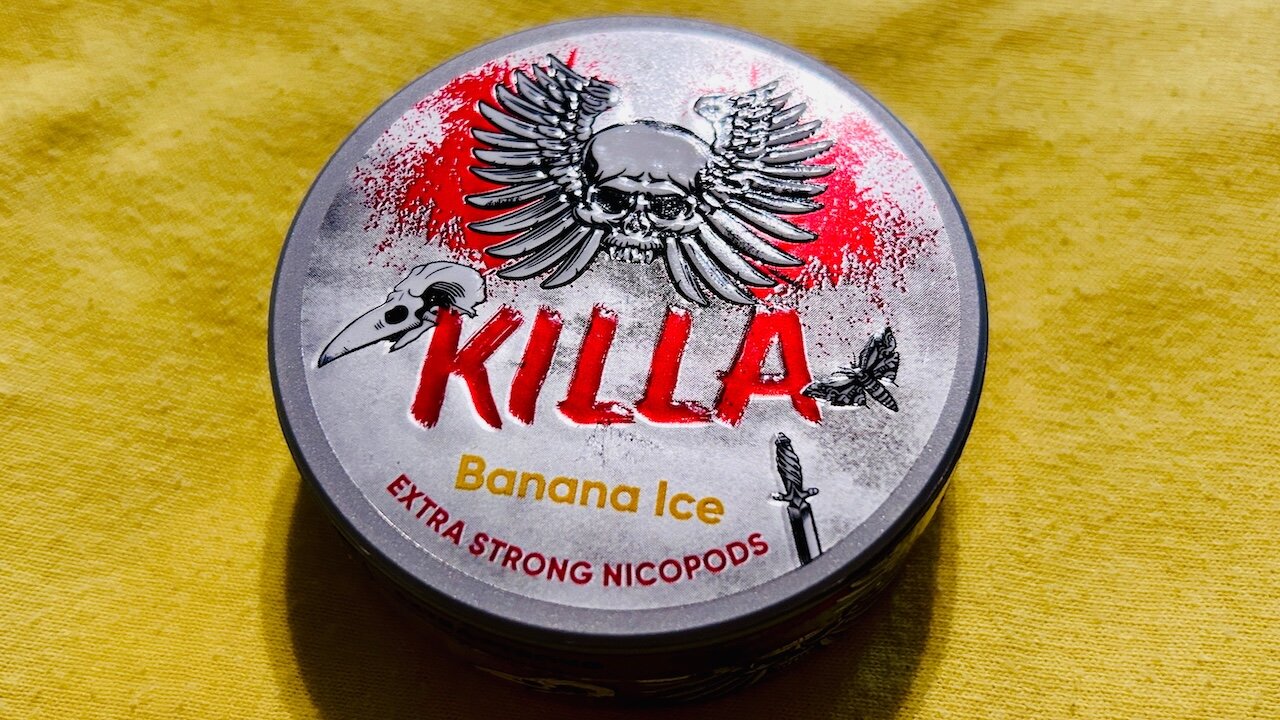 KILLA
Banana Ice
EXTRA STRONG NICOPODS